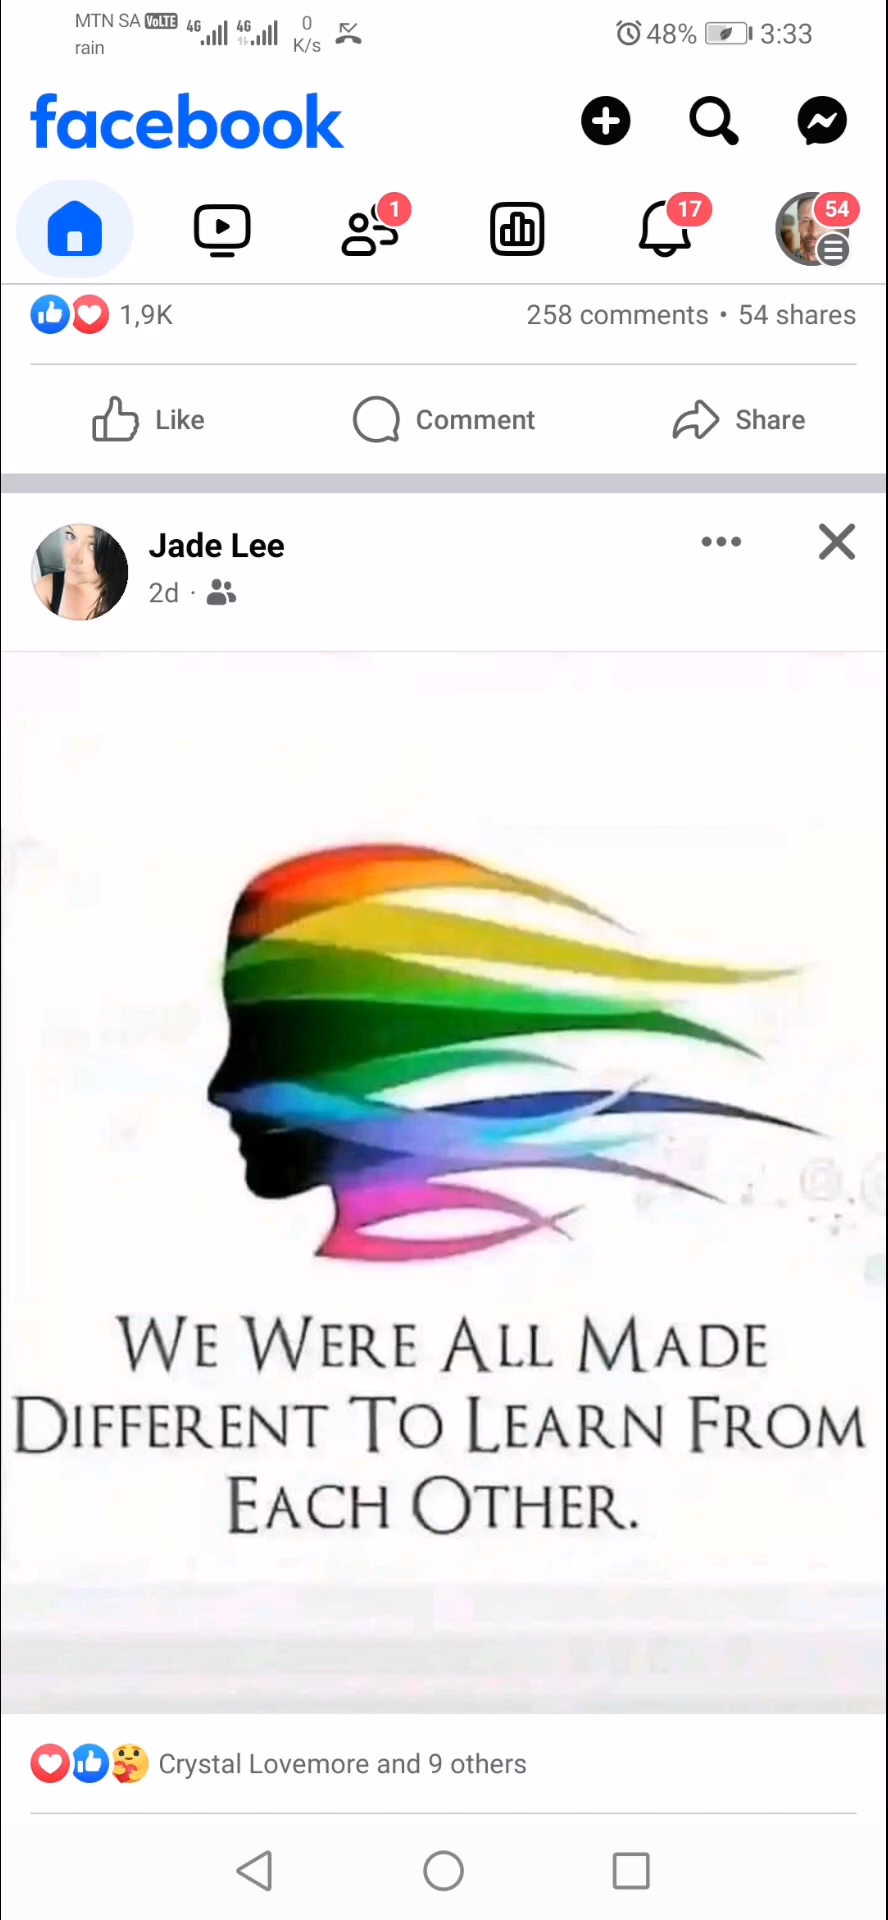 MTN SA VoLTE 4G 4G 0 48% 3:33
rain K/s
facebook
1 17 54
1,9K 258 comments • 54 shares
Like Comment Share
Jade Lee
2d ·
WE WERE ALL MADE
DIFFERENT TO LEARN FROM
EACH OTHER.
Crystal Lovemore and 9 others